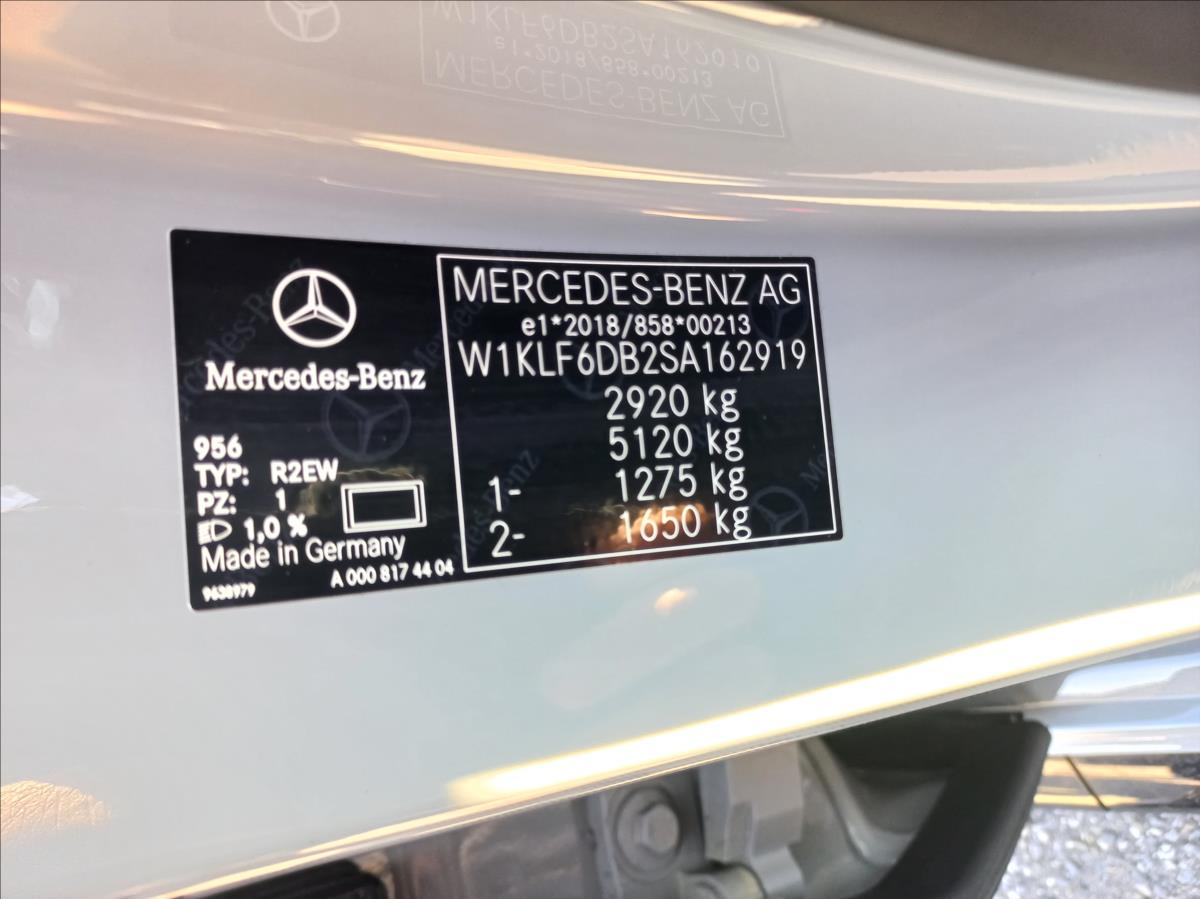 Mercedes-Benz
956
TYP: R2EW
PZ: 1
1,0 %
Made in Germany
A 000 817 44 04
9638979
MERCEDES-BENZ AG
e1*2018/858*00213
W1KLF6DB2SA162919
2920 kg
5120 kg
1- 1275 kg
2- 1650 kg